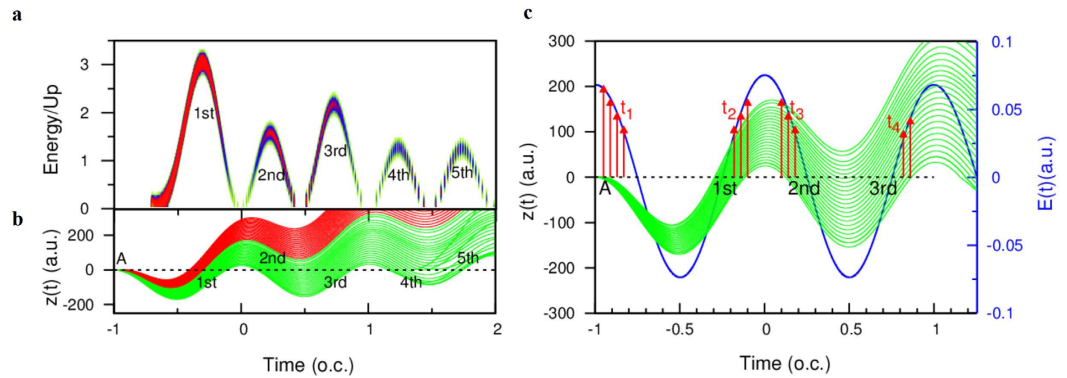 a
Energy/Up
3
2
1
0
1st
2nd
3rd
4th
5th
b
z(t) (a.u.)
200
0
-200
A
1st
2nd
3rd
4th
5th
-1
0
1
2
Time (o.c.)
c
z(t) (a.u.)
300
200
100
0
-100
-200
-300
t1
t2
t3
t4
A
1st
2nd
3rd
0.1
0.05
0
-0.05
-0.1
E(t)(a.u.)
-1
-0.5
0
0.5
1
Time (o.c.)